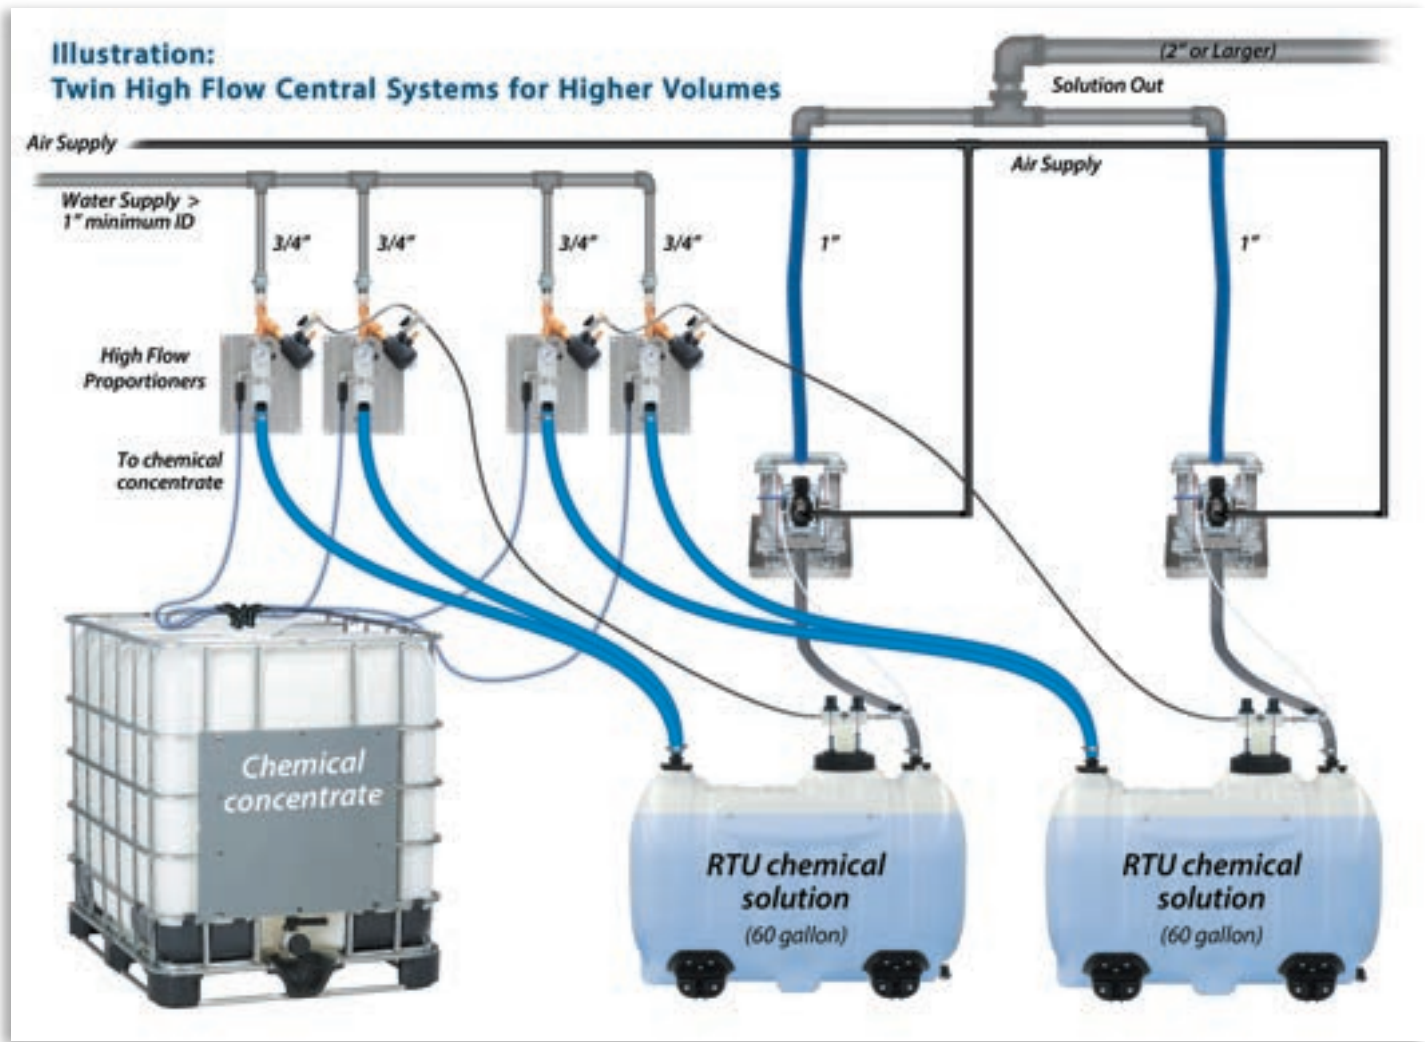 Illustration:
Twin High Flow Central Systems for Higher Volumes
(2" or Larger)
Solution Out
Air Supply
Air Supply
Water Supply >
1" minimum ID
3/4"
3/4"
3/4"
3/4"
1"
1"
High Flow
Proportioners
To chemical
concentrate
Chemical
concentrate
RTU chemical
solution
(60 gallon)
RTU chemical
solution
(60 gallon)